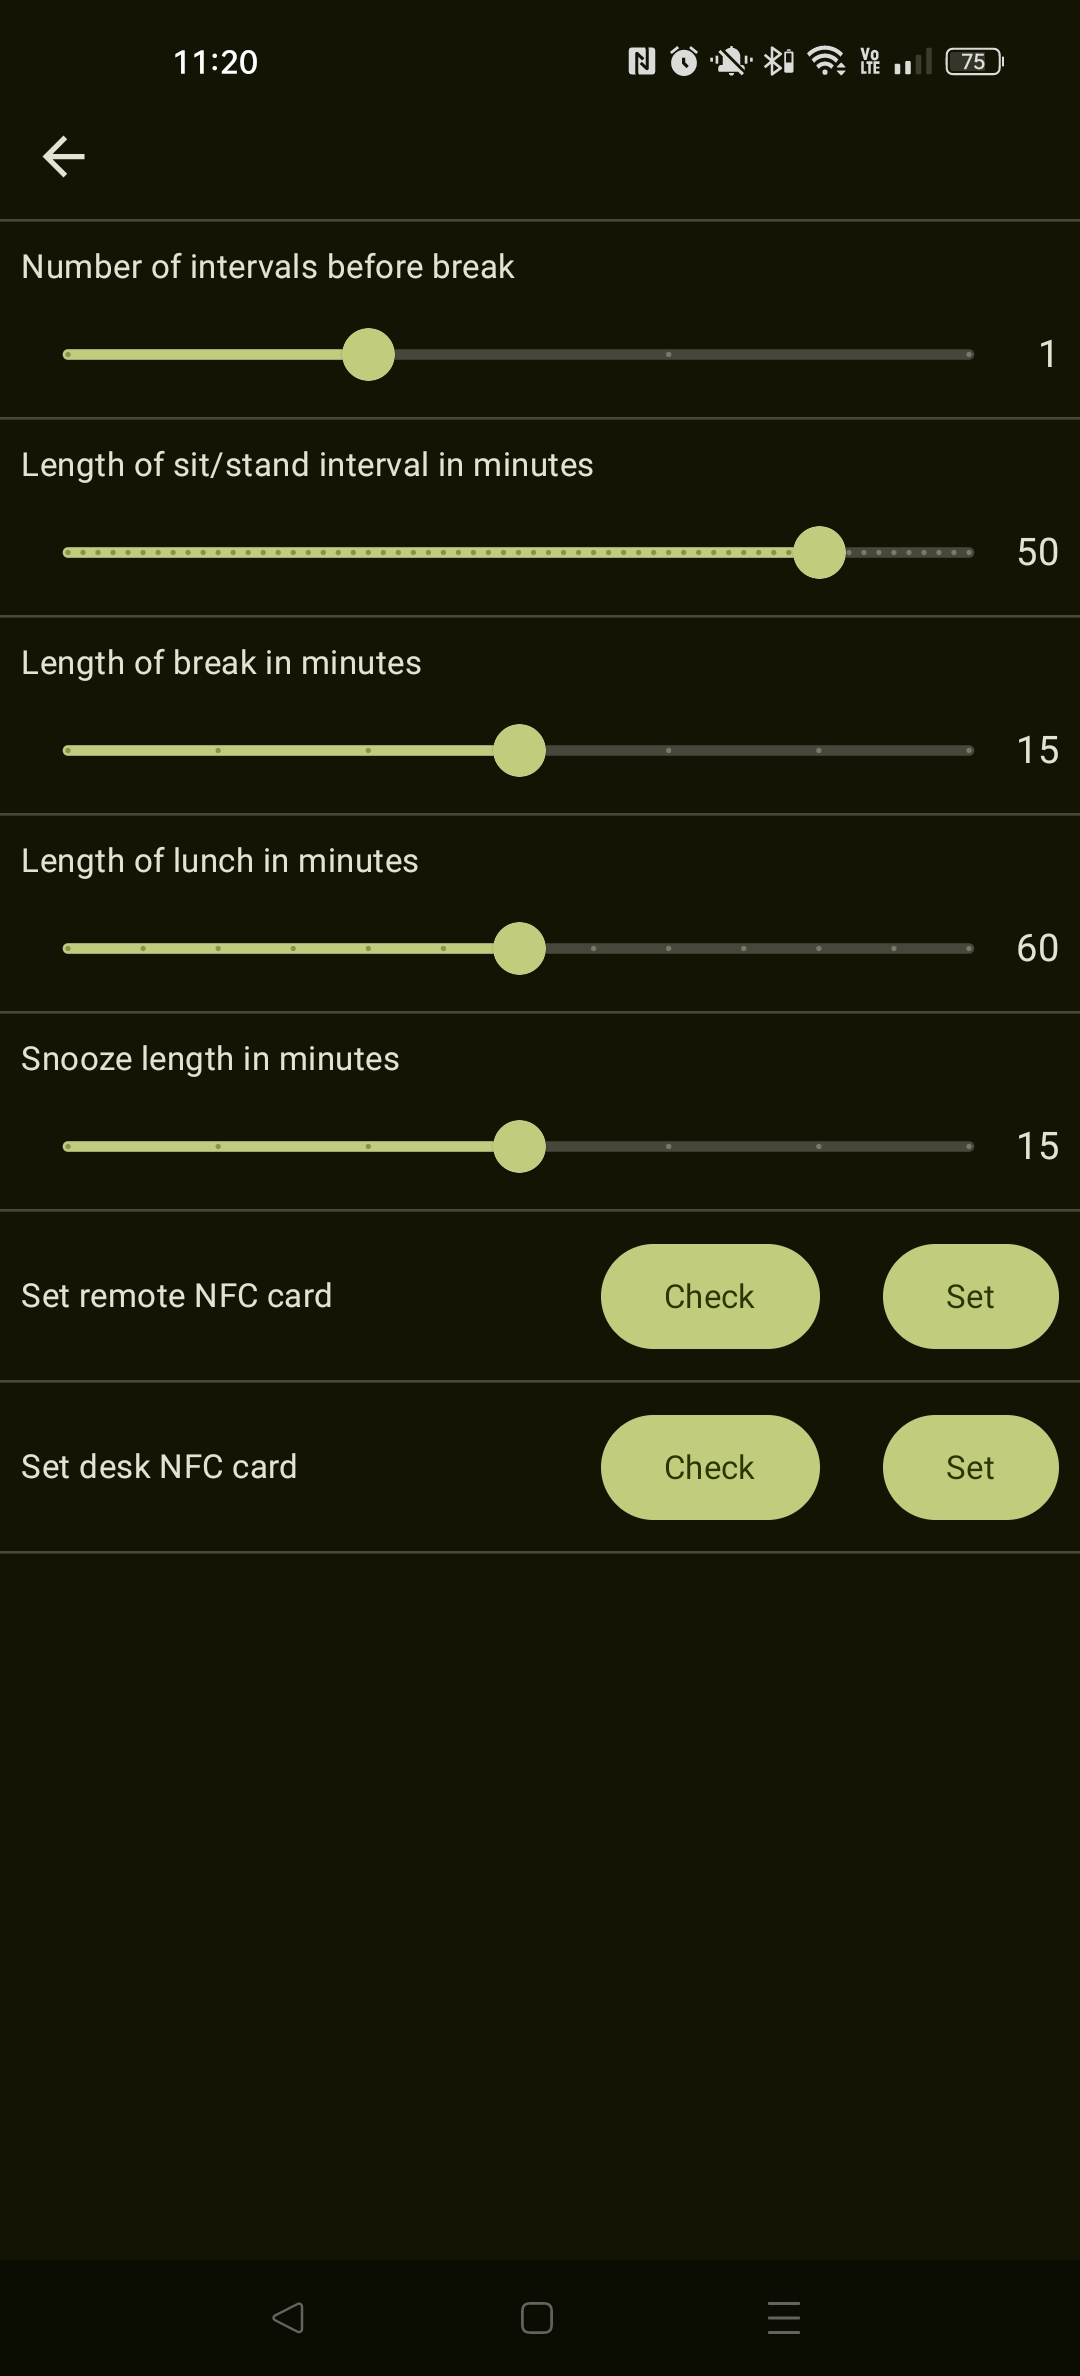 11:20
Vo
LTE
75
Number of intervals before break
1
Length of sit/stand interval in minutes
50
Length of break in minutes
15
Length of lunch in minutes
60
Snooze length in minutes
15
Set remote NFC card Check Set
Set desk NFC card Check Set